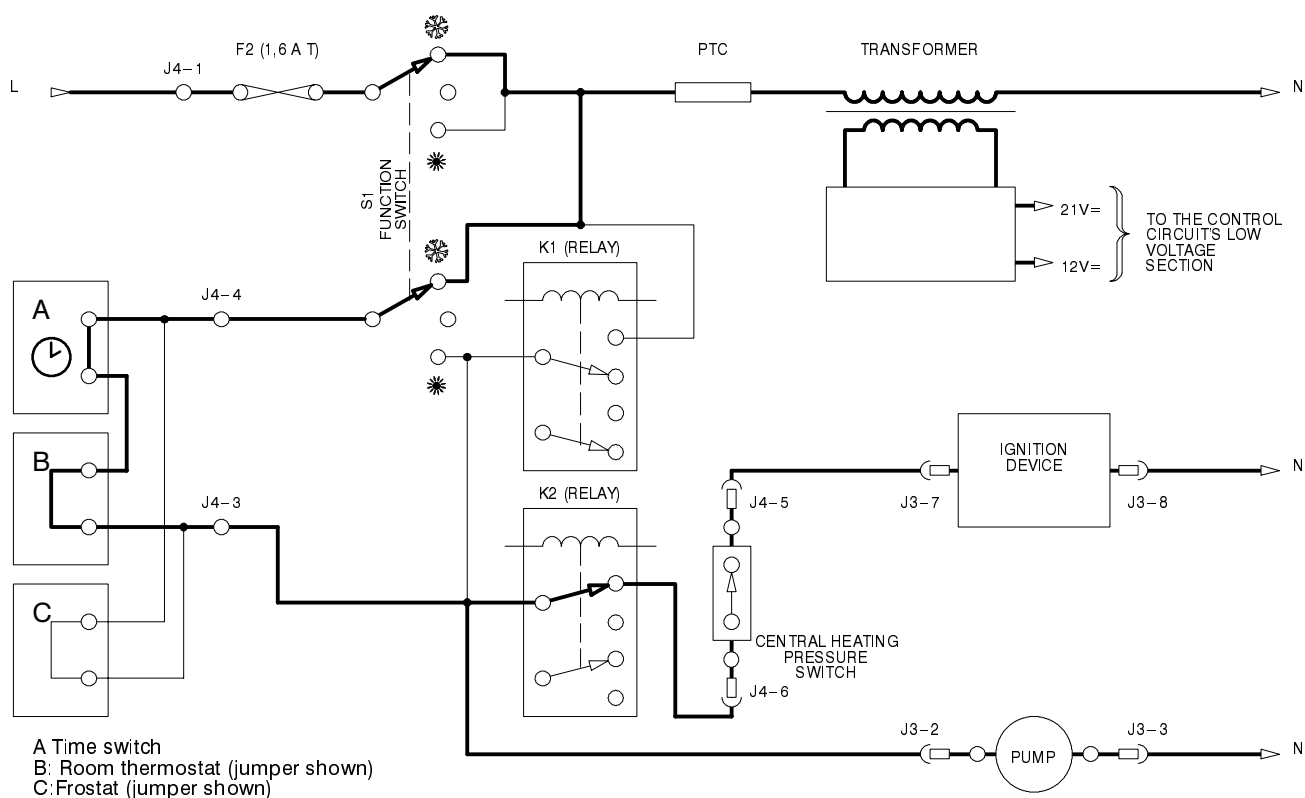 F2 (1,6 A T)
PTC
TRANSFORMER
J4-1
L
N
S1
FUNCTION
SWITCH
21V=
12V=
TO THE CONTROL
CIRCUIT'S LOW
VOLTAGE
SECTION
K1 (RELAY)
A
J4-4
B
IGNITION
DEVICE
N
J4-3
K2 (RELAY)
J4-5
J3-7
J3-8
C
CENTRAL HEATING
PRESSURE
SWITCH
J4-6
J3-2
J3-3
PUMP
N
A Time switch
B: Room thermostat (jumper shown)
C:Frostat (jumper shown)